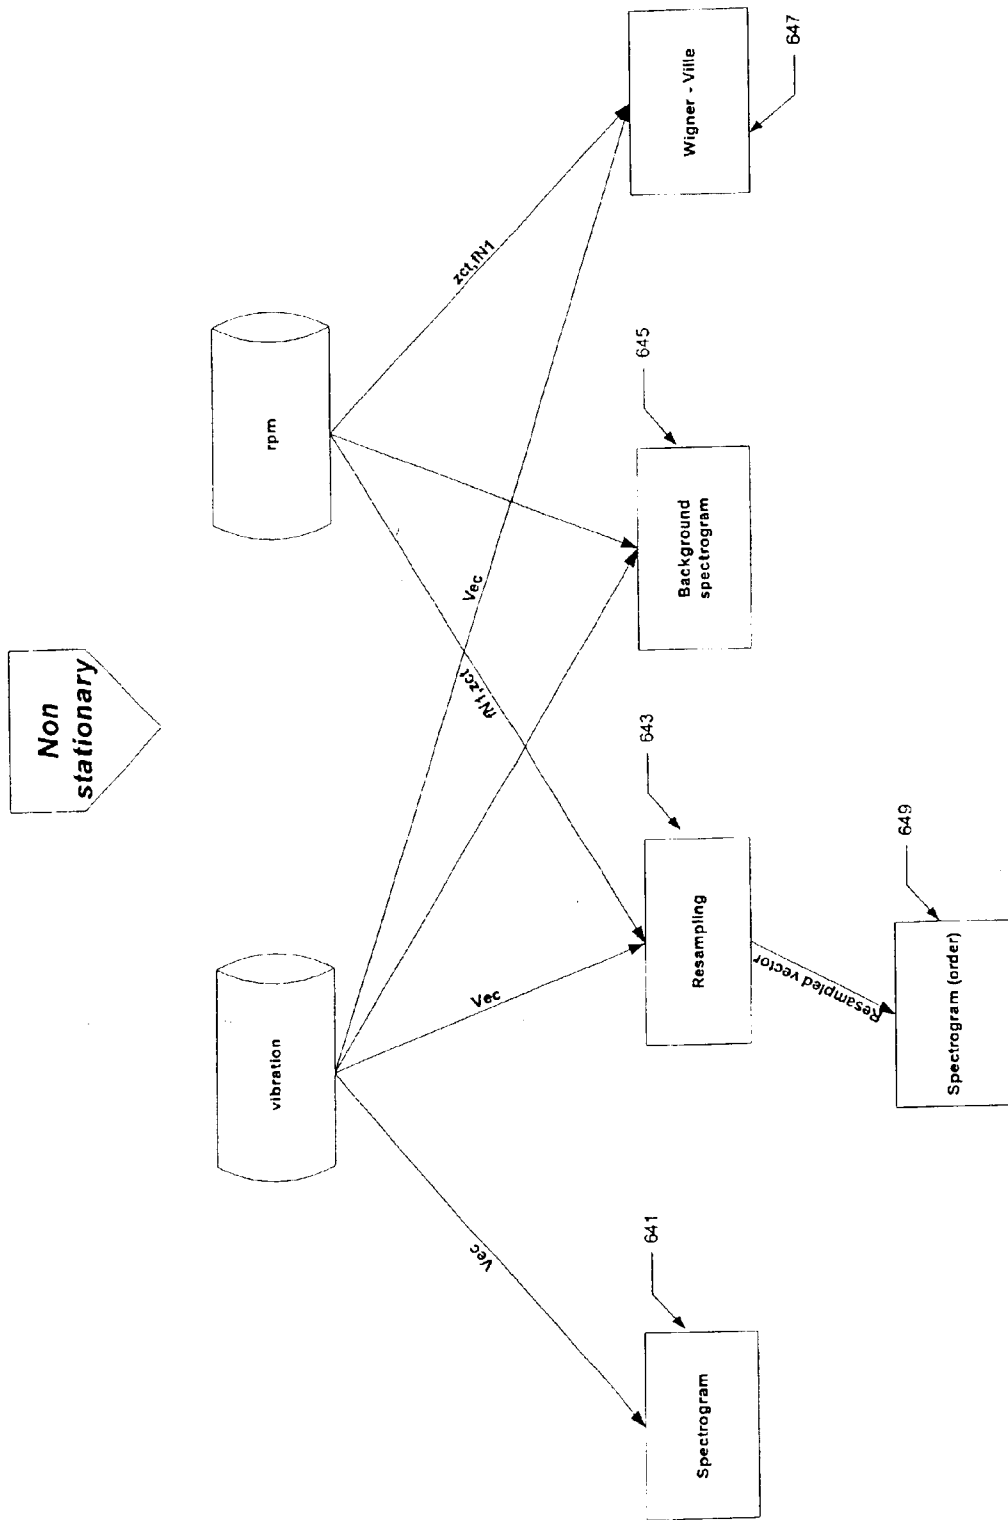 Non
stationary
vibration
rpm
Vec
Vec
fN1,zct
Vec
zct,fN1
641
643
645
Spectrogram
Resampling
Background
spectrogram
Wigner - Ville
647
Resampled vector
649
Spectrogram (order)